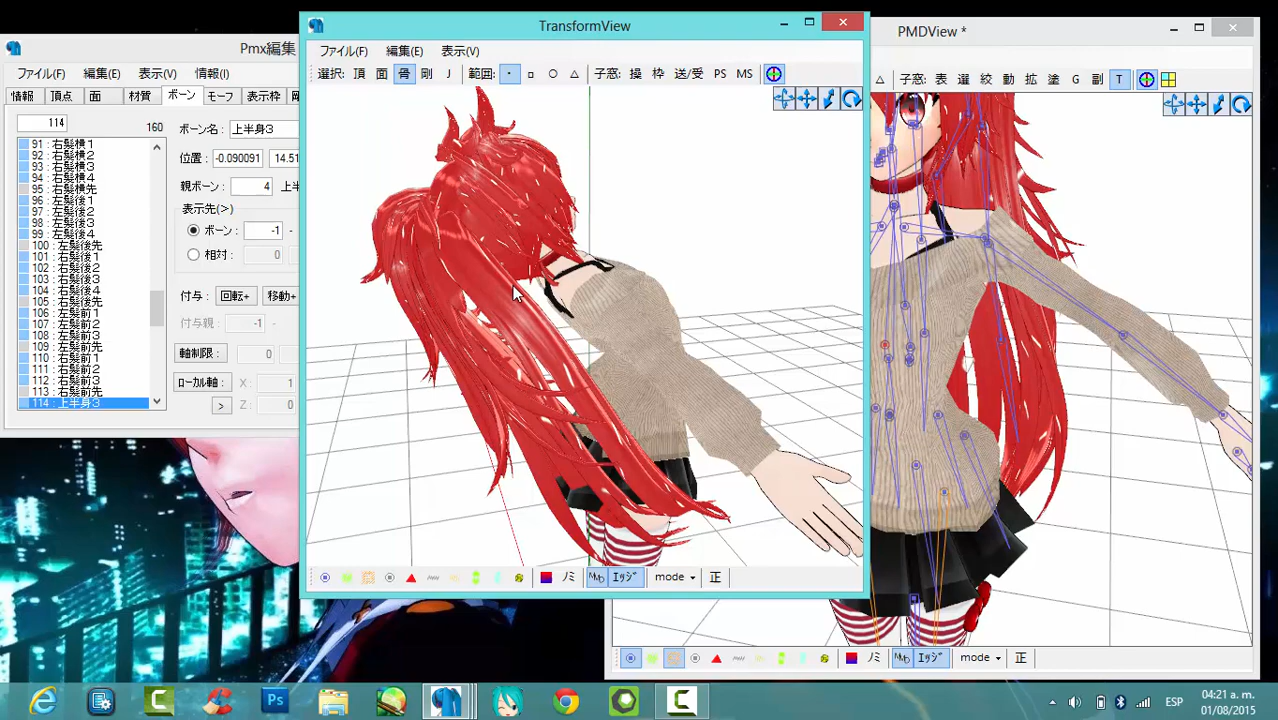 Pmx編集
ファイル(F) 編集(E) 表示(V) 情報(I)
情報 頂点 面 材質 ボーン モーフ 表示枠
114 160 ボーン名: 上半身3
位置: -0.090091 14.51
親ボーン: 4 上半
表示先(>)
ボーン: -1 -
相対: 0
付与: 回転+ 移動+
付与親: -1 -
軸制限: 0
ローカル軸: X: 1
> Z: 0
91 : 右髪横1
92 : 右髪横2
93 : 右髪横3
94 : 右髪横4
95 : 右髪横先
96 : 左髪後1
97 : 左髪後2
98 : 左髪後3
99 : 左髪後4
100 : 左髪後先
101 : 右髪後1
102 : 右髪後2
103 : 右髪後3
104 : 右髪後4
105 : 右髪後先
106 : 左髪前1
107 : 左髪前2
108 : 左髪前3
109 : 左髪前先
110 : 右髪前1
111 : 右髪前2
112 : 右髪前3
113 : 右髪前先
114 : 上半身3
TransformView
ファイル(F) 編集(E) 表示(V)
選択: 頂 面 骨 剛 J 範囲: 子窓: 操 枠 送/受 PS MS
ノミ MMD ｴｯｼﾞ mode 正
PMDView *
子窓: 表 絞 動 拡 塗 G 副 T
ノミ MMD ｴｯｼﾞ mode 正
Ps
ESP
04:21 a. m.
01/08/2015